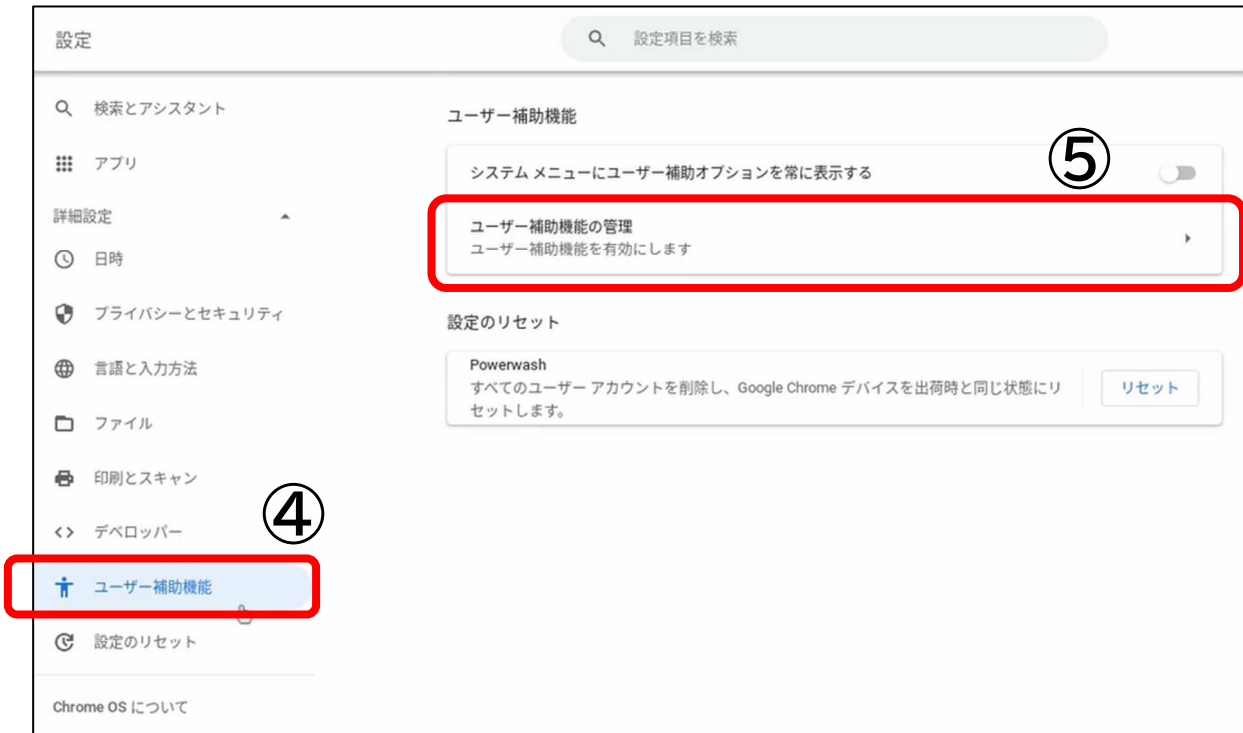 設定
設定項目を検索
検索とアシスタント
アプリ
詳細設定
日時
プライバシーとセキュリティ
言語と入力方法
ファイル
印刷とスキャン
④
デベロッパー
ユーザー補助機能
設定のリセット
Chrome OS について
ユーザー補助機能
⑤
システム メニューにユーザー補助オプションを常に表示する
ユーザー補助機能の管理
ユーザー補助機能を有効にします
設定のリセット
Powerwash
すべてのユーザー アカウントを削除し、Google Chrome デバイスを出荷時と同じ状態にリ
セットします。
リセット